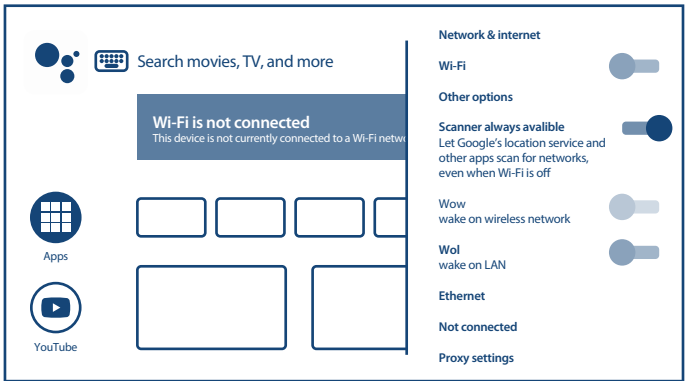 Search movies, TV, and more
Wi-Fi is not connected
This device is not currently connected to a Wi-Fi netwo
Apps
YouTube
Network & internet
Wi-Fi
Other options
Scanner always avalible
Let Google's location service and
other apps scan for networks,
even when Wi-Fi is off
Wow
wake on wireless network
Wol
wake on LAN
Ethernet
Not connected
Proxy settings